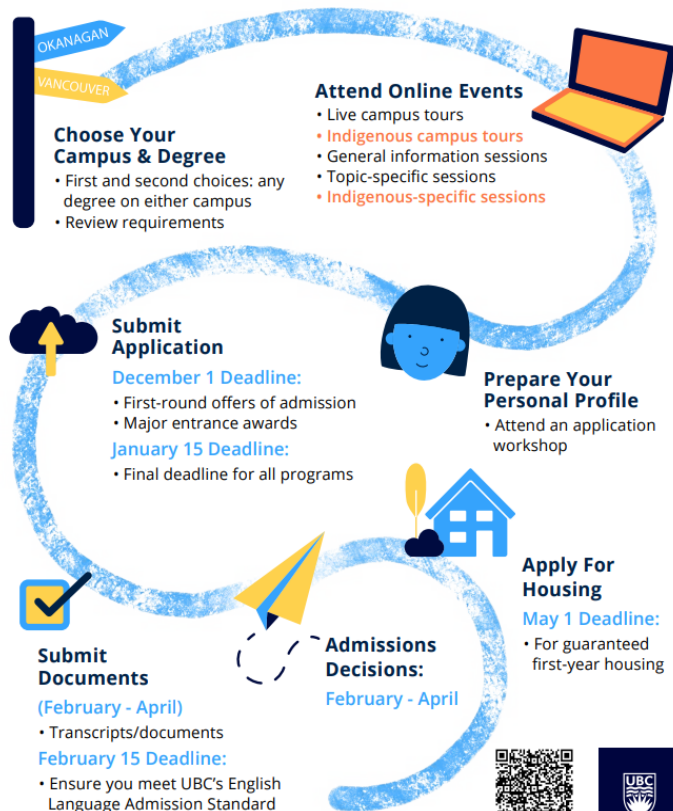 OKANAGAN
VANCOUVER
Choose Your
Campus & Degree
• First and second choices: any
degree on either campus
• Review requirements
Attend Online Events
• Live campus tours
• Indigenous campus tours
• General information sessions
• Topic-specific sessions
• Indigenous-specific sessions
Prepare Your
Personal Profile
• Attend an application
workshop
Submit
Application
December 1 Deadline:
• First-round offers of admission
• Major entrance awards
January 15 Deadline:
• Final deadline for all programs
Submit
Documents
(February - April)
• Transcripts/documents
February 15 Deadline:
• Ensure you meet UBC's English
Language Admission Standard
Admissions
Decisions:
February - April
Apply For
Housing
May 1 Deadline:
• For guaranteed
first-year housing
UBC